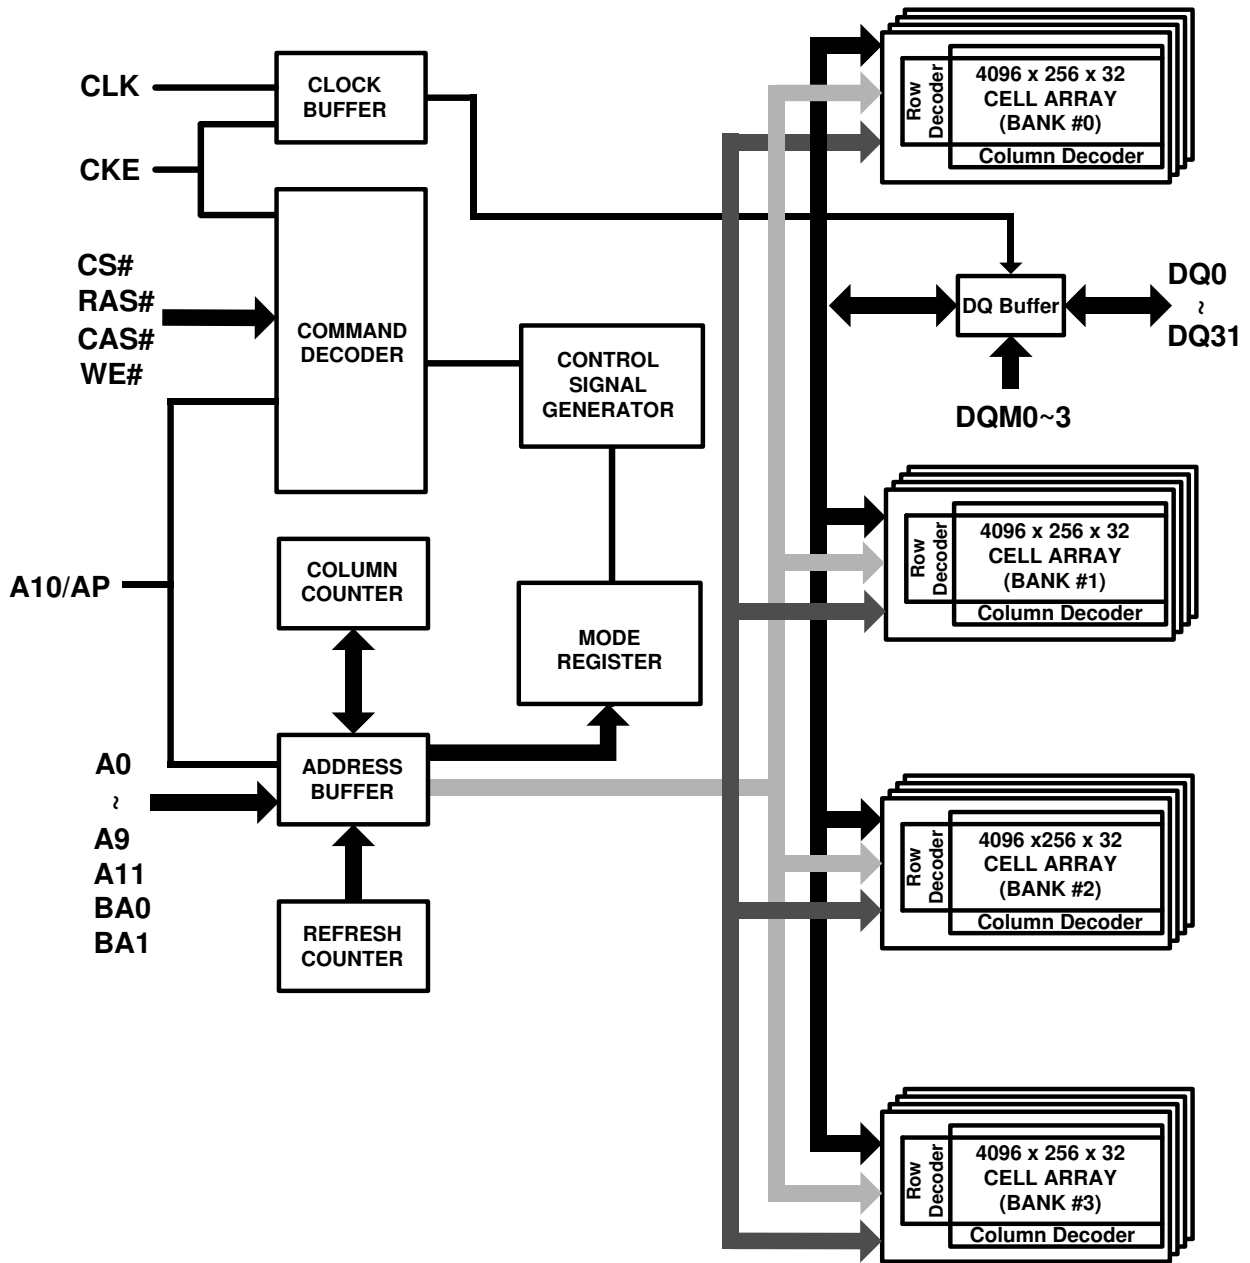 CLK
CKE
CLOCK
BUFFER
CS#
RAS#
CAS#
WE#
COMMAND
DECODER
CONTROL
SIGNAL
GENERATOR
A10/AP
COLUMN
COUNTER
MODE
REGISTER
A0
~
A9
A11
BA0
BA1
ADDRESS
BUFFER
REFRESH
COUNTER
Row
Decoder
4096 x 256 x 32
CELL ARRAY
(BANK #0)
Column Decoder
DQ Buffer
DQ0
~
DQ31
DQM0~3
Row
Decoder
4096 x 256 x 32
CELL ARRAY
(BANK #1)
Column Decoder
Row
Decoder
4096 x256 x 32
CELL ARRAY
(BANK #2)
Column Decoder
Row
Decoder
4096 x 256 x 32
CELL ARRAY
(BANK #3)
Column Decoder